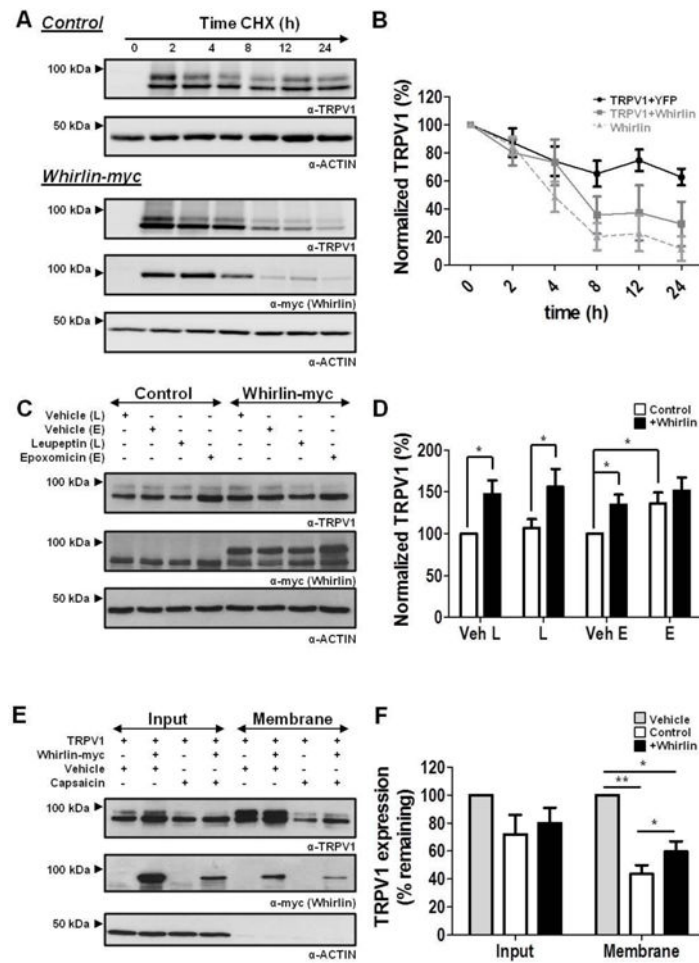 A
Control
Time CHX (h)
0 2 4 8 12 24
100 kDa
α-TRPV1
50 kDa
α-ACTIN
Whirlin-myc
100 kDa
α-TRPV1
100 kDa
α-myc (Whirlin)
50 kDa
α-ACTIN
B
Normalized TRPV1 (%)
120
100
80
60
40
20
0
TRPV1+YFP
TRPV1+Whirlin
Whirlin
0 2 4 8 12 24
time (h)
C
Control Whirlin-myc
Vehicle (L) + - - - + - - -
Vehicle (E) - + - - - + - -
Leupeptin (L) - - + - - - + -
Epoxomicin (E) - - - + - - - +
100 kDa
α-TRPV1
100 kDa
α-myc (Whirlin)
50 kDa
α-ACTIN
D
Control
+Whirlin
Normalized TRPV1 (%)
200
150
100
50
0
* * * *
Veh L L Veh E E
E
Input Membrane
TRPV1 + + + + + + + +
Whirlin-myc - + - + - + - +
Vehicle + + - - + + - -
Capsaicin - - + + - - + +
100 kDa
α-TRPV1
100 kDa
α-myc (Whirlin)
50 kDa
α-ACTIN
F
Vehicle
Control
+Whirlin
TRPV1 expression
(% remaining)
120
100
80
60
40
20
0
*
**
*
Input Membrane